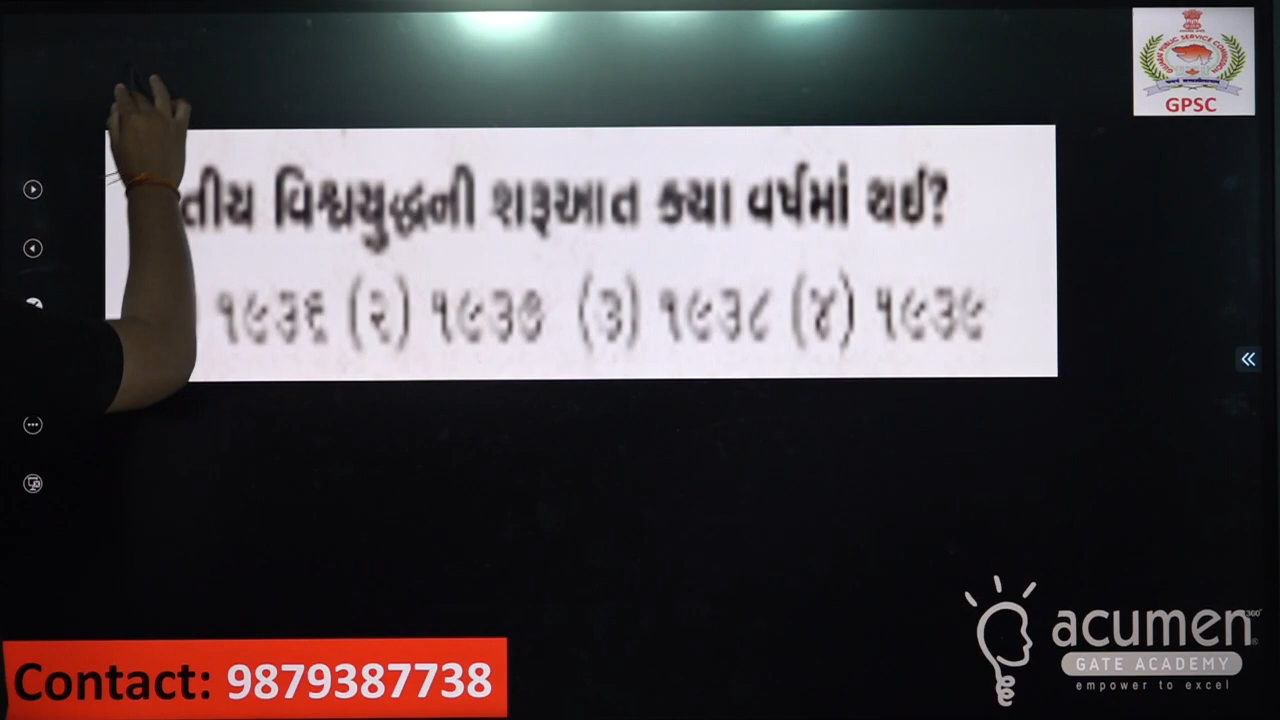 GPSC
વિશ્વયુદ્ધની શરૂઆત ક્યા વર્ષમાં થઈ?
૧૯૩૬ (૨) ૧૯૩૭ (૩) ૧૯૩૮ (૪) ૧૯૩૯
acumen
GATE ACADEMY
empower to excel
Contact: 9879387738